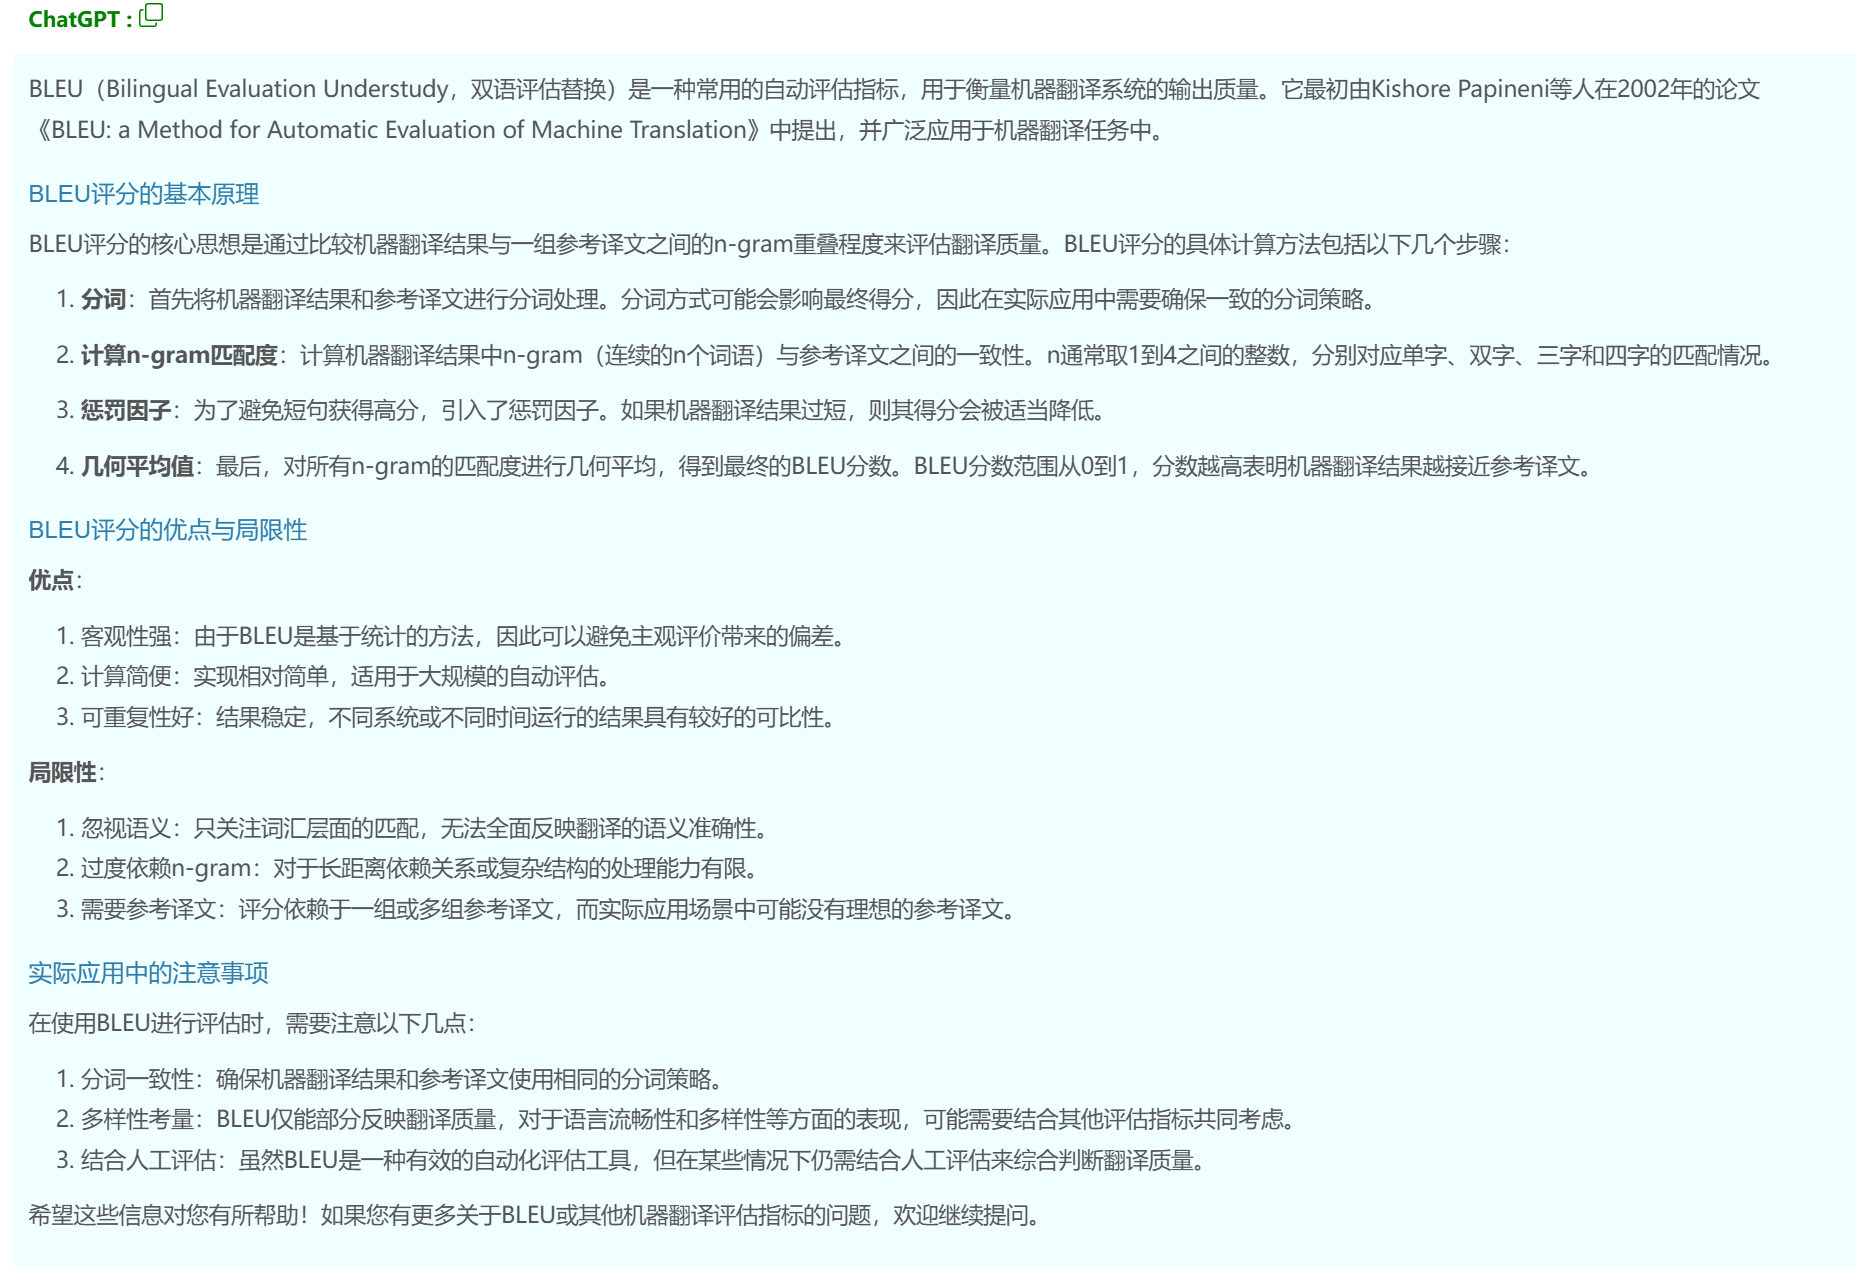 ChatGPT :
BLEU（Bilingual Evaluation Understudy，双语评估替换）是一种常用的自动评估指标，用于衡量机器翻译系统的输出质量。它最初由Kishore Papineni等人在2002年的论文
《BLEU: a Method for Automatic Evaluation of Machine Translation》中提出，并广泛应用于机器翻译任务中。
BLEU评分的基本原理
BLEU评分的核心思想是通过比较机器翻译结果与一组参考译文之间的n-gram重叠程度来评估翻译质量。BLEU评分的具体计算方法包括以下几个步骤：
1. 分词：首先将机器翻译结果和参考译文进行分词处理。分词方式可能会影响最终得分，因此在实际应用中需要确保一致的分词策略。
2. 计算n-gram匹配度：计算机器翻译结果中n-gram（连续的n个词语）与参考译文之间的一致性。n通常取1到4之间的整数，分别对应单字、双字、三字和四字的匹配情况。
3. 惩罚因子：为了避免短句获得高分，引入了惩罚因子。如果机器翻译结果过短，则其得分会被适当降低。
4. 几何平均值：最后，对所有n-gram的匹配度进行几何平均，得到最终的BLEU分数。BLEU分数范围从0到1，分数越高表明机器翻译结果越接近参考译文。
BLEU评分的优点与局限性
优点：
1. 客观性强：由于BLEU是基于统计的方法，因此可以避免主观评价带来的偏差。
2. 计算简便：实现相对简单，适用于大规模的自动评估。
3. 可重复性好：结果稳定，不同系统或不同时间运行的结果具有较好的可比性。
局限性：
1. 忽视语义：只关注词汇层面的匹配，无法全面反映翻译的语义准确性。
2. 过度依赖n-gram：对于长距离依赖关系或复杂结构的处理能力有限。
3. 需要参考译文：评分依赖于一组或多组参考译文，而实际应用场景中可能没有理想的参考译文。
实际应用中的注意事项
在使用BLEU进行评估时，需要注意以下几点：
1. 分词一致性：确保机器翻译结果和参考译文使用相同的分词策略。
2. 多样性考量：BLEU仅能部分反映翻译质量，对于语言流畅性和多样性等方面的表现，可能需要结合其他评估指标共同考虑。
3. 结合人工评估：虽然BLEU是一种有效的自动化评估工具，但在某些情况下仍需结合人工评估来综合判断翻译质量。
希望这些信息对您有所帮助！如果您有更多关于BLEU或其他机器翻译评估指标的问题，欢迎继续提问。